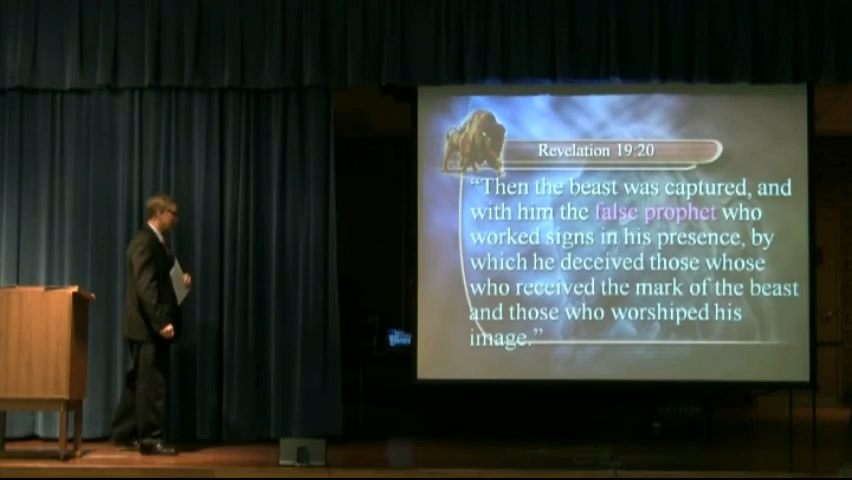 Revelation 19:20
“Then the beast was captured, and
with him the false prophet who
worked signs in his presence, by
which he deceived those whose
who received the mark of the beast
and those who worshiped his
image.”